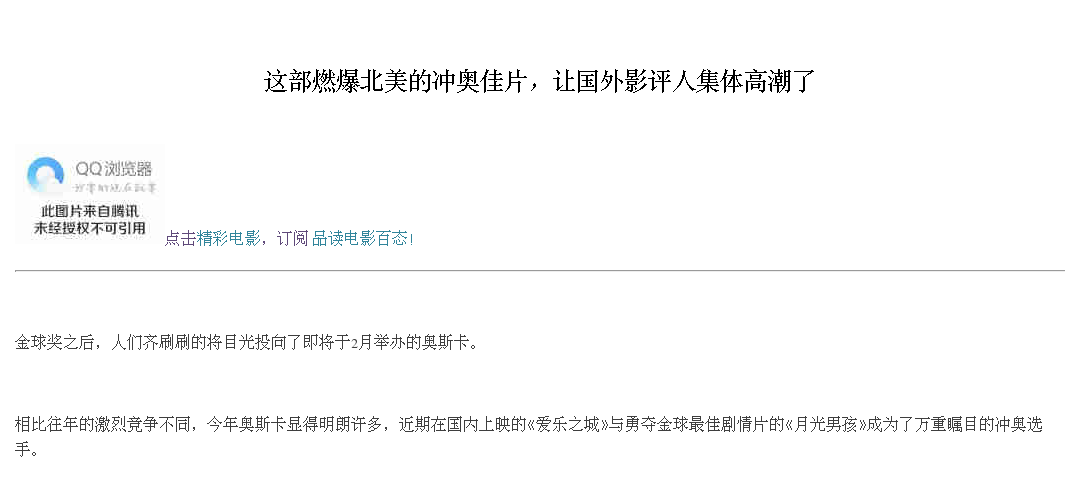 这部燃爆北美的冲奥佳片，让国外影评人集体高潮了
QQ浏览器
此图片来自腾讯
未经授权不可引用
点击精彩电影，订阅 品读电影百态!
金球奖之后，人们齐刷刷的将目光投向了即将于2月举办的奥斯卡。
相比往年的激烈竞争不同，今年奥斯卡显得明朗许多，近期在国内上映的《爱乐之城》与勇夺金球最佳剧情片的《月光男孩》成为了万重瞩目的冲奥选
手。